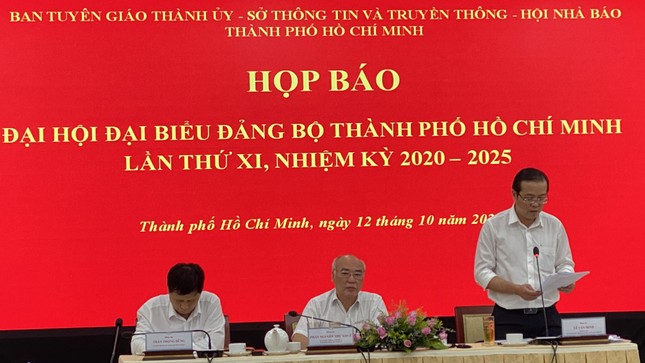 BAN TUYÊN GIÁO THÀNH ỦY - SỞ THÔNG TIN VÀ TRUYỀN THÔNG - HỘI NHÀ BÁO
THÀNH PHỐ HỒ CHÍ MINH
HỌP BÁO
ĐẠI HỘI ĐẠI BIỂU ĐẢNG BỘ THÀNH PHỐ HỒ CHÍ MINH
LẦN THỨ XI, NHIỆM KỲ 2020 – 2025
Thành phố Hồ Chí Minh, ngày 12 tháng 10 năm 202